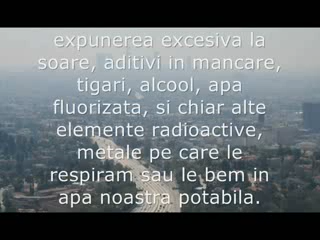 expunerea excesiva la
soare, aditivi in mancare,
tigari, alcool, apa
fluorizata, si chiar alte
elemente radioactive,
metale pe care le
respiram sau le bem in
apa noastra potabila.